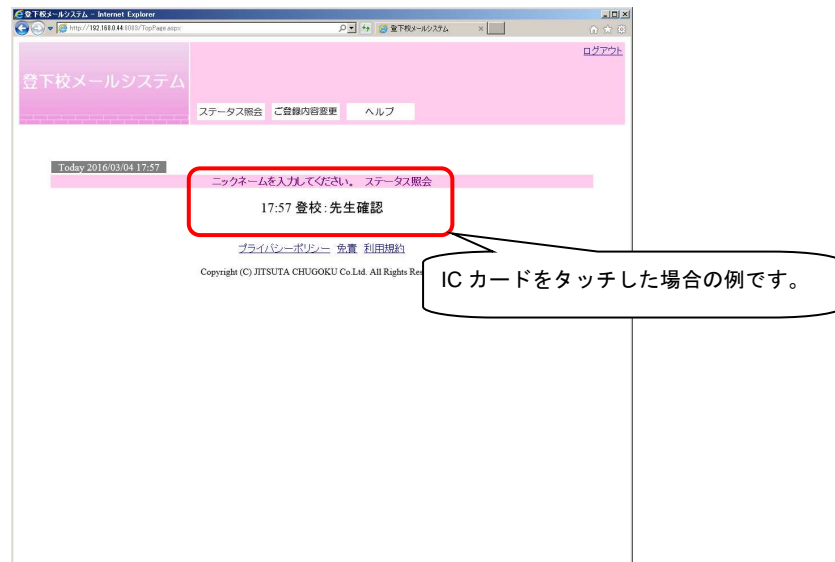 登下校メールシステム - Internet Explorer
http://192.168.0.44:8080/TopPage.aspx
登下校メールシステム
ログアウト
登下校メールシステム
ステータス照会 ご登録内容変更 ヘルプ
Today 2016/03/04 17:57
ニックネームを入力してください。 ステータス照会
17:57 登校:先生確認
プライバシーポリシー 免責 利用規約
Copyright (C) JITSUTA CHUGOKU Co.Ltd. All Rights Res
IC カードをタッチした場合の例です。